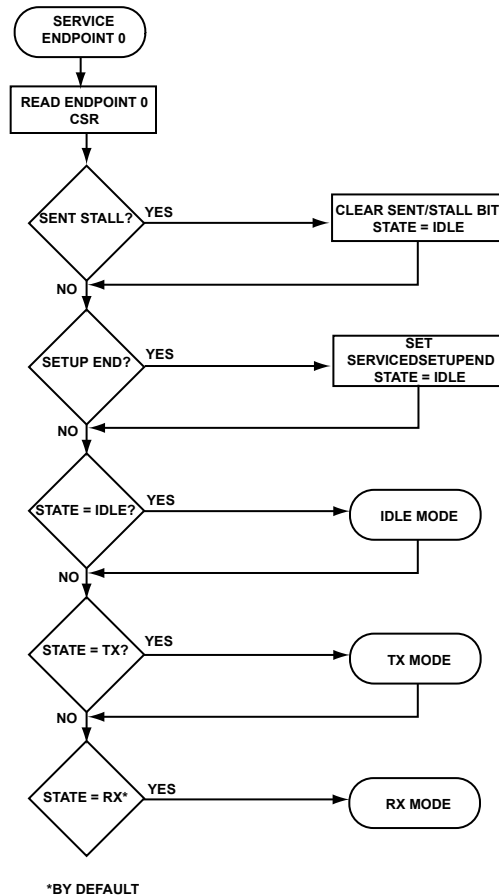 SERVICE
ENDPOINT 0
READ ENDPOINT 0
CSR
SENT STALL?
YES
CLEAR SENT/STALL BIT
STATE = IDLE
NO
SETUP END?
YES
SET
SERVICEDSETUPEND
STATE = IDLE
NO
STATE = IDLE?
YES
IDLE MODE
NO
STATE = TX?
YES
TX MODE
NO
STATE = RX*
YES
RX MODE
*BY DEFAULT